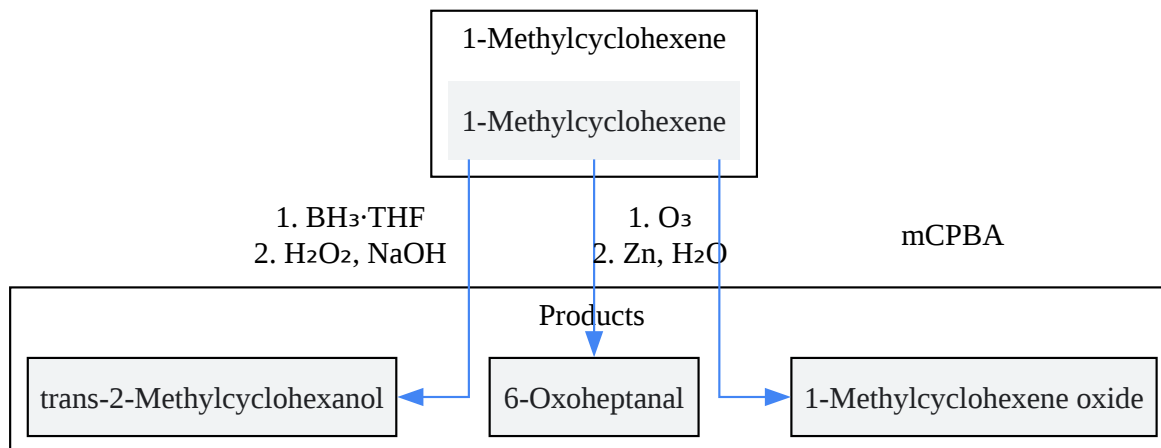 1-Methylcyclohexene
1-Methylcyclohexene
1. BH₃·THF
2. H₂O₂, NaOH
1. O₃
2. Zn, H₂O
mCPBA
Products
trans-2-Methylcyclohexanol
6-Oxoheptanal
1-Methylcyclohexene oxide